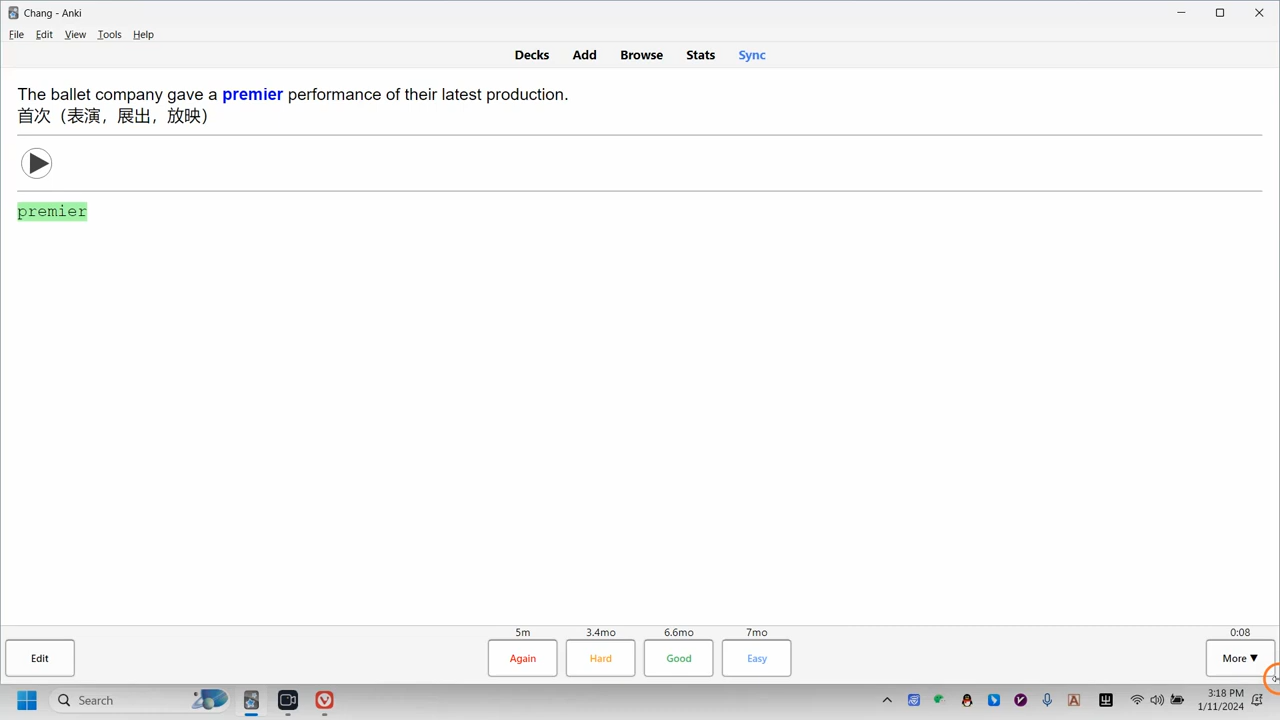 Chang - Anki
File Edit View Tools Help
Decks Add Browse Stats Sync
The ballet company gave a premier performance of their latest production.
首次（表演，展出，放映）
premier
5m 3.4mo 6.6mo 7mo 0:08
Edit Again Hard Good Easy More ▼
Search
3:18 PM
1/11/2024